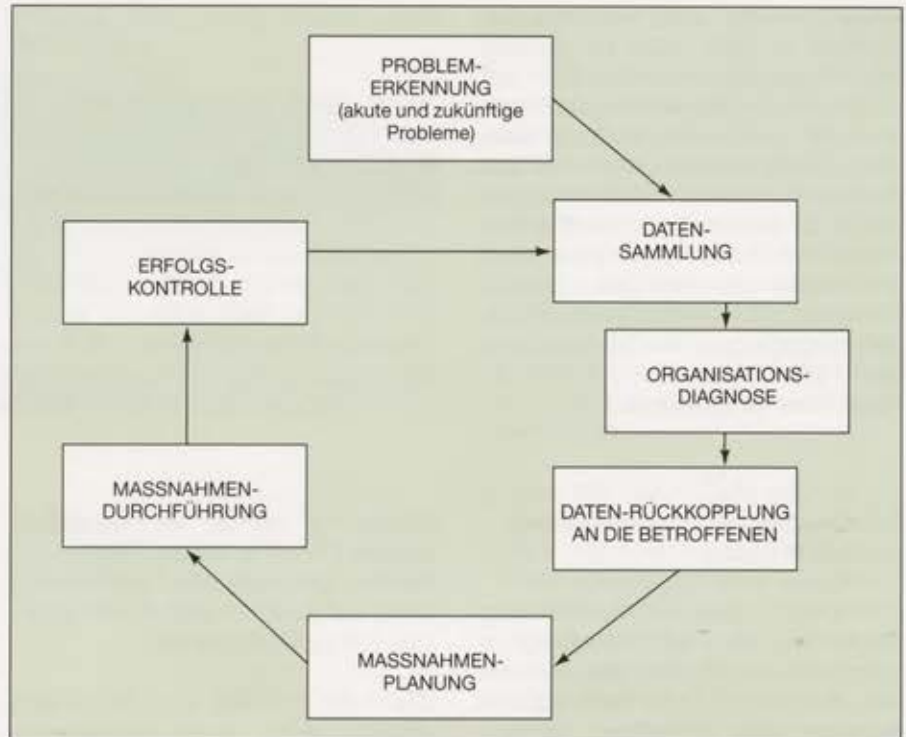 PROBLEM-
ERKENNUNG
(akute und zukünftige
Probleme)
DATEN-
SAMMLUNG
ORGANISATIONS-
DIAGNOSE
DATEN-RÜCKKOPPLUNG
AN DIE BETROFFENEN
MASSNAHMEN-
PLANUNG
MASSNAHMEN-
DURCHFÜHRUNG
ERFOLGS-
KONTROLLE